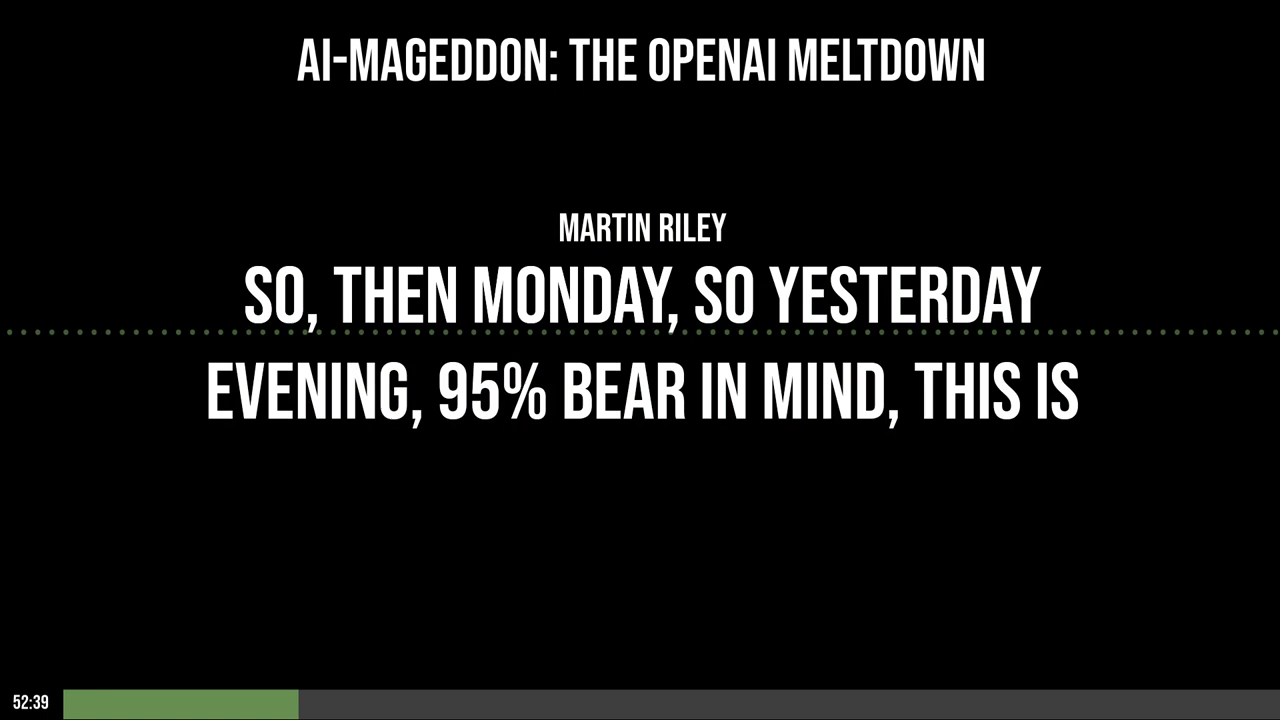 AI-MAGEDDON: THE OPENAI MELTDOWN
MARTIN RILEY
SO, THEN MONDAY, SO YESTERDAY
EVENING, 95% BEAR IN MIND, THIS IS
52:39